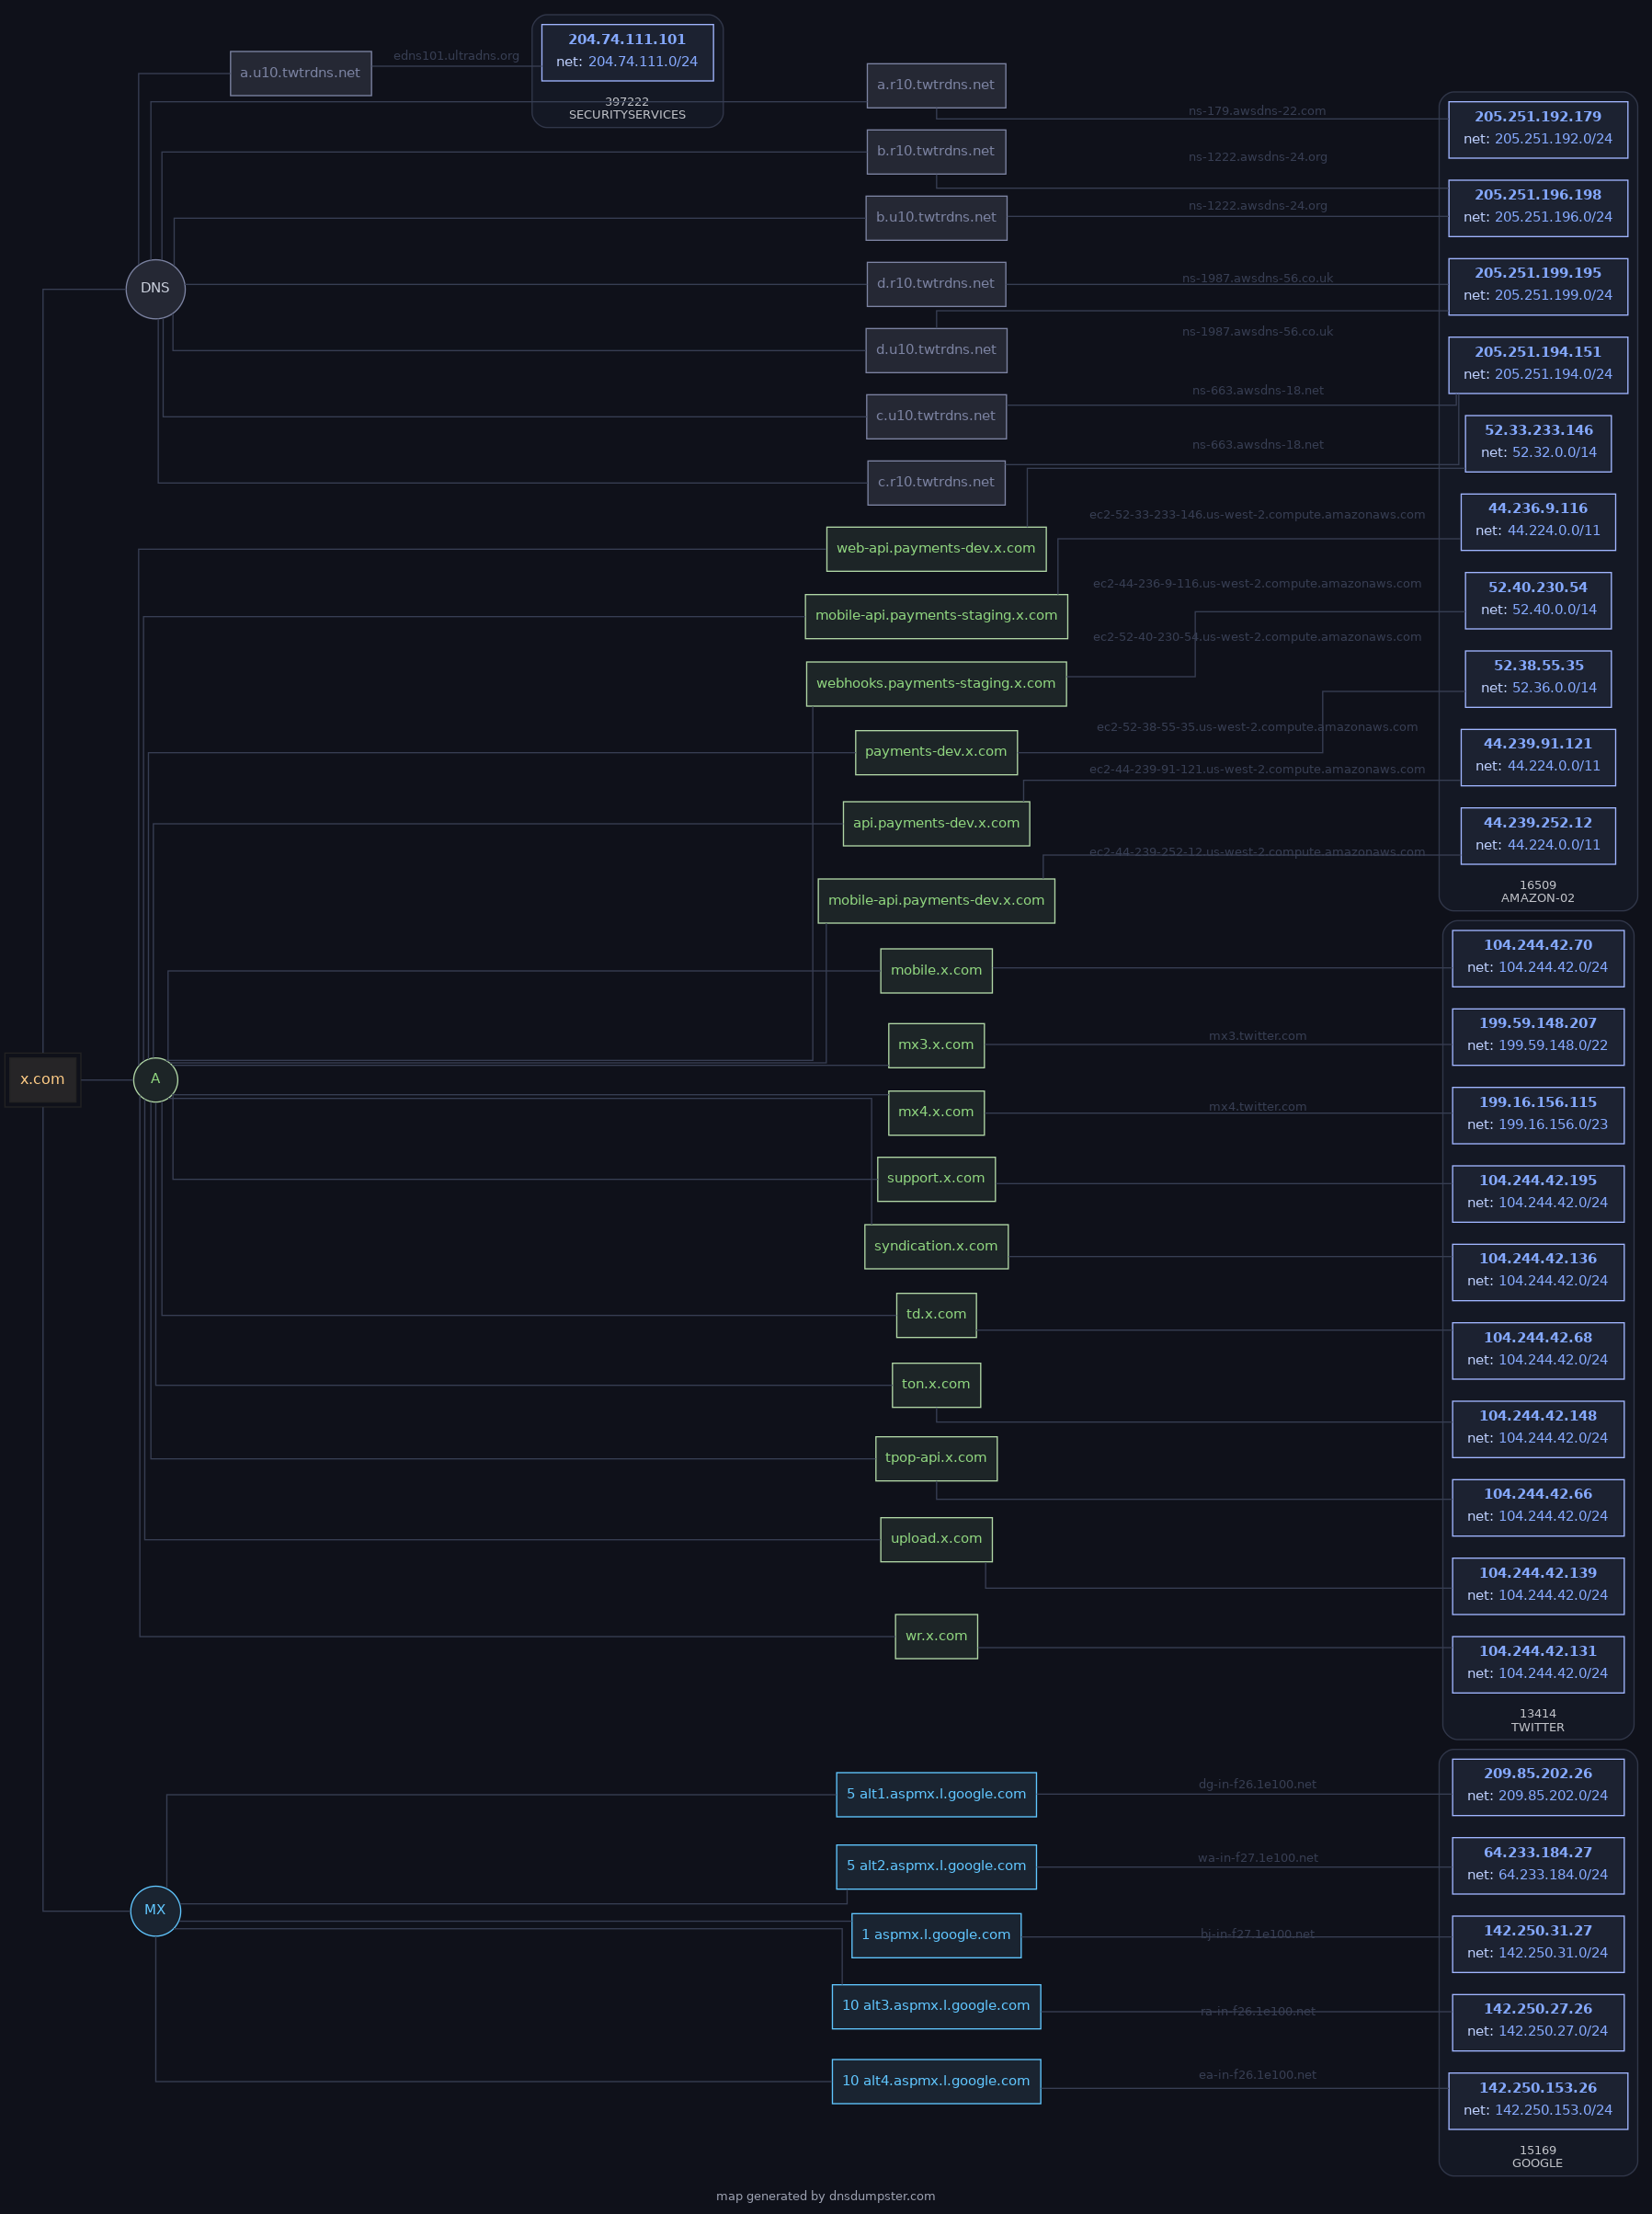 204.74.111.101
edns101.ultradns.org
net: 204.74.111.0/24
a.u10.twtrdns.net
397222
SECURITYSERVICES
a.r10.twtrdns.net
ns-179.awsdns-22.com
205.251.192.179
net: 205.251.192.0/24
b.r10.twtrdns.net
ns-1222.awsdns-24.org
205.251.196.198
net: 205.251.196.0/24
b.u10.twtrdns.net
ns-1222.awsdns-24.org
DNS
d.r10.twtrdns.net
ns-1987.awsdns-56.co.uk
205.251.199.195
net: 205.251.199.0/24
d.u10.twtrdns.net
ns-1987.awsdns-56.co.uk
205.251.194.151
net: 205.251.194.0/24
c.u10.twtrdns.net
ns-663.awsdns-18.net
c.r10.twtrdns.net
ns-663.awsdns-18.net
52.33.233.146
net: 52.32.0.0/14
web-api.payments-dev.x.com
ec2-52-33-233-146.us-west-2.compute.amazonaws.com
44.236.9.116
net: 44.224.0.0/11
mobile-api.payments-staging.x.com
ec2-44-236-9-116.us-west-2.compute.amazonaws.com
52.40.230.54
net: 52.40.0.0/14
webhooks.payments-staging.x.com
ec2-52-40-230-54.us-west-2.compute.amazonaws.com
52.38.55.35
net: 52.36.0.0/14
payments-dev.x.com
ec2-52-38-55-35.us-west-2.compute.amazonaws.com
44.239.91.121
net: 44.224.0.0/11
api.payments-dev.x.com
ec2-44-239-91-121.us-west-2.compute.amazonaws.com
44.239.252.12
net: 44.224.0.0/11
mobile-api.payments-dev.x.com
ec2-44-239-252-12.us-west-2.compute.amazonaws.com
16509
AMAZON-02
mobile.x.com
104.244.42.70
net: 104.244.42.0/24
mx3.x.com
mx3.twitter.com
199.59.148.207
net: 199.59.148.0/22
x.com
A
mx4.x.com
mx4.twitter.com
199.16.156.115
net: 199.16.156.0/23
support.x.com
104.244.42.195
net: 104.244.42.0/24
syndication.x.com
104.244.42.136
net: 104.244.42.0/24
td.x.com
104.244.42.68
net: 104.244.42.0/24
ton.x.com
104.244.42.148
net: 104.244.42.0/24
tpop-api.x.com
104.244.42.66
net: 104.244.42.0/24
upload.x.com
104.244.42.139
net: 104.244.42.0/24
wr.x.com
104.244.42.131
net: 104.244.42.0/24
13414
TWITTER
5 alt1.aspmx.l.google.com
dg-in-f26.1e100.net
209.85.202.26
net: 209.85.202.0/24
5 alt2.aspmx.l.google.com
wa-in-f27.1e100.net
64.233.184.27
net: 64.233.184.0/24
MX
1 aspmx.l.google.com
bj-in-f27.1e100.net
142.250.31.27
net: 142.250.31.0/24
10 alt3.aspmx.l.google.com
ra-in-f26.1e100.net
142.250.27.26
net: 142.250.27.0/24
10 alt4.aspmx.l.google.com
ea-in-f26.1e100.net
142.250.153.26
net: 142.250.153.0/24
15169
GOOGLE
map generated by dnsdumpster.com